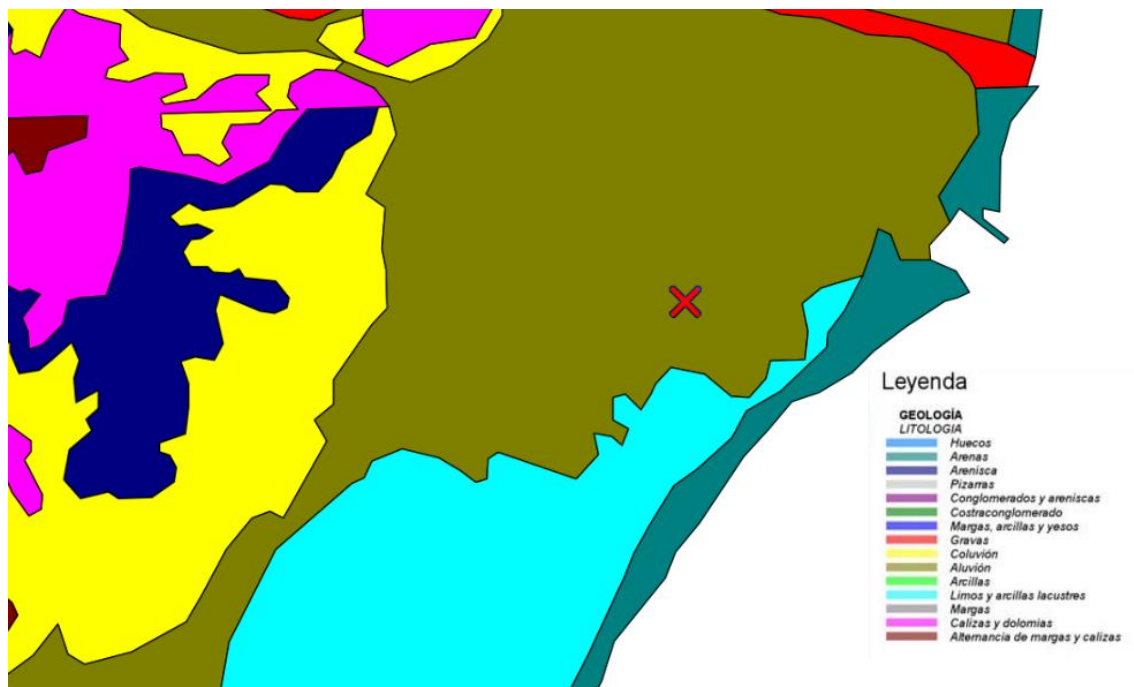 Leyenda
GEOLOGÍA
LITOLOGIA
Huecos
Arenas
Arenisca
Pizarras
Conglomerados y areniscas
Costraconglomerado
Margas, arcillas y yesos
Gravas
Coluvión
Aluvión
Arcillas
Limos y arcillas lacustres
Margas
Calizas y dolomias
Alternancia de margas y calizas